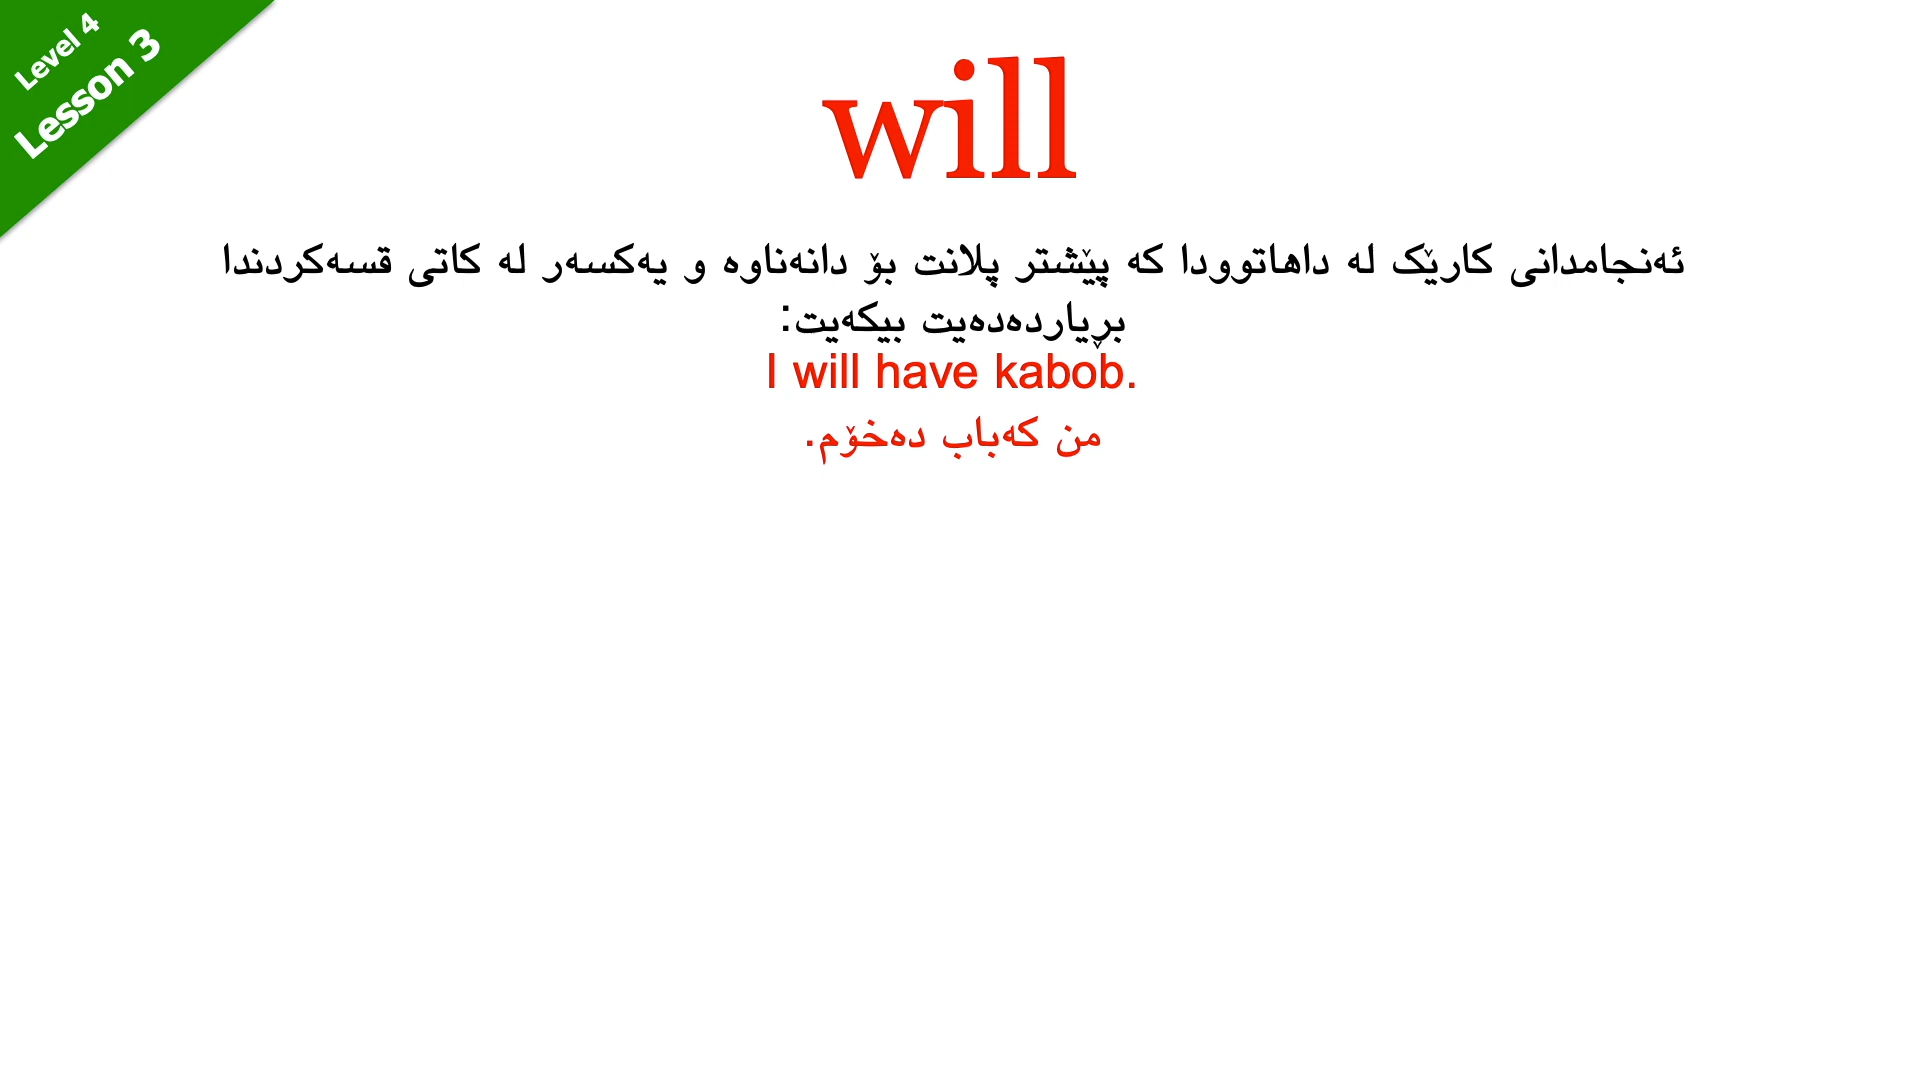 Level 4
Lesson 3
will
ئەنجامدانی کارێک لە داهاتوودا کە پێشتر پلانت بۆ دانەناوە و یەکسەر لە کاتی قسەکردندا
بڕیاردەدەیت بیکەیت:
I will have kabob.
من کەباب دەخۆم.